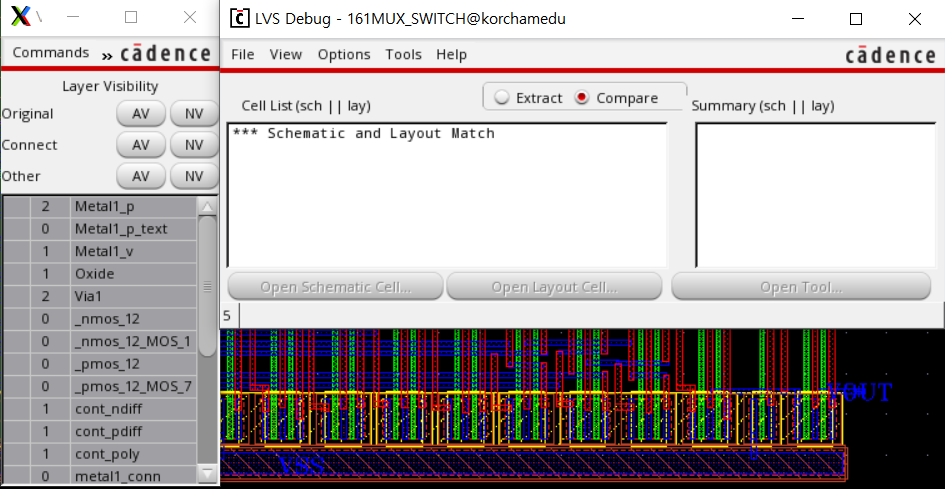 \
Commands » cādence
Layer Visibility
Original AV NV
Connect AV NV
Other AV NV
2 Metal1_p
0 Metal1_p_text
1 Metal1_v
1 Oxide
2 Via1
0 _nmos_12
0 _nmos_12_MOS_1
0 _pmos_12
0 _pmos_12_MOS_7
1 cont_ndiff
1 cont_pdiff
1 cont_poly
0 metal1_conn
LVS Debug - 161MUX_SWITCH@korchamedu
File View Options Tools Help
cādence
Cell List (sch || lay)
Extract Compare
Summary (sch || lay)
*** Schematic and Layout Match
Open Schematic Cell... Open Layout Cell... Open Tool...
5
VOUT
VSS